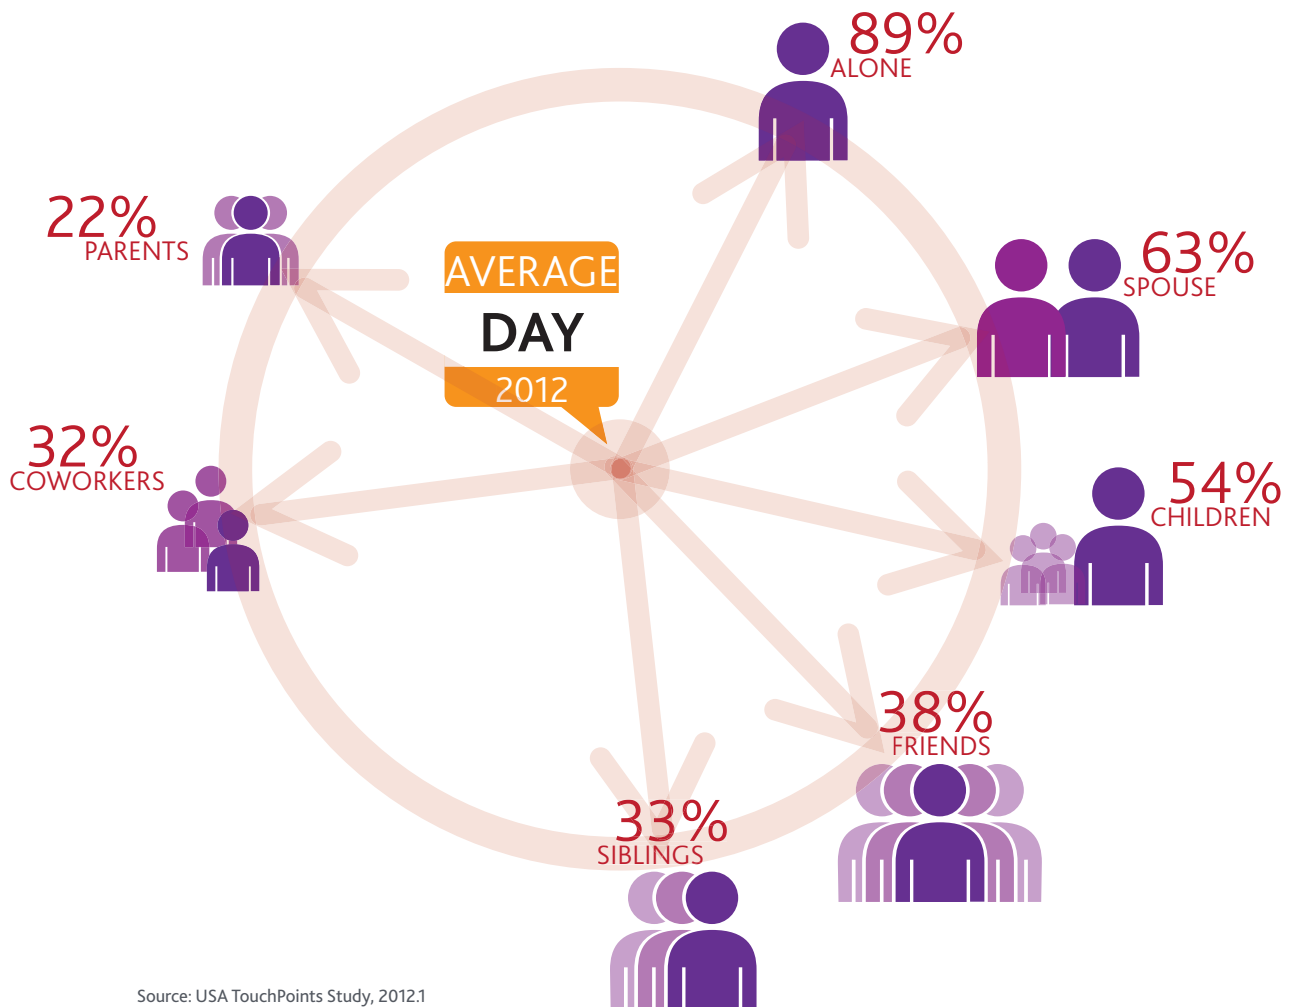 89%
ALONE
22%
PARENTS
63%
SPOUSE
AVERAGE
DAY
2012
32%
COWORKERS
54%
CHILDREN
38%
FRIENDS
33%
SIBLINGS
Source: USA TouchPoints Study, 2012.1